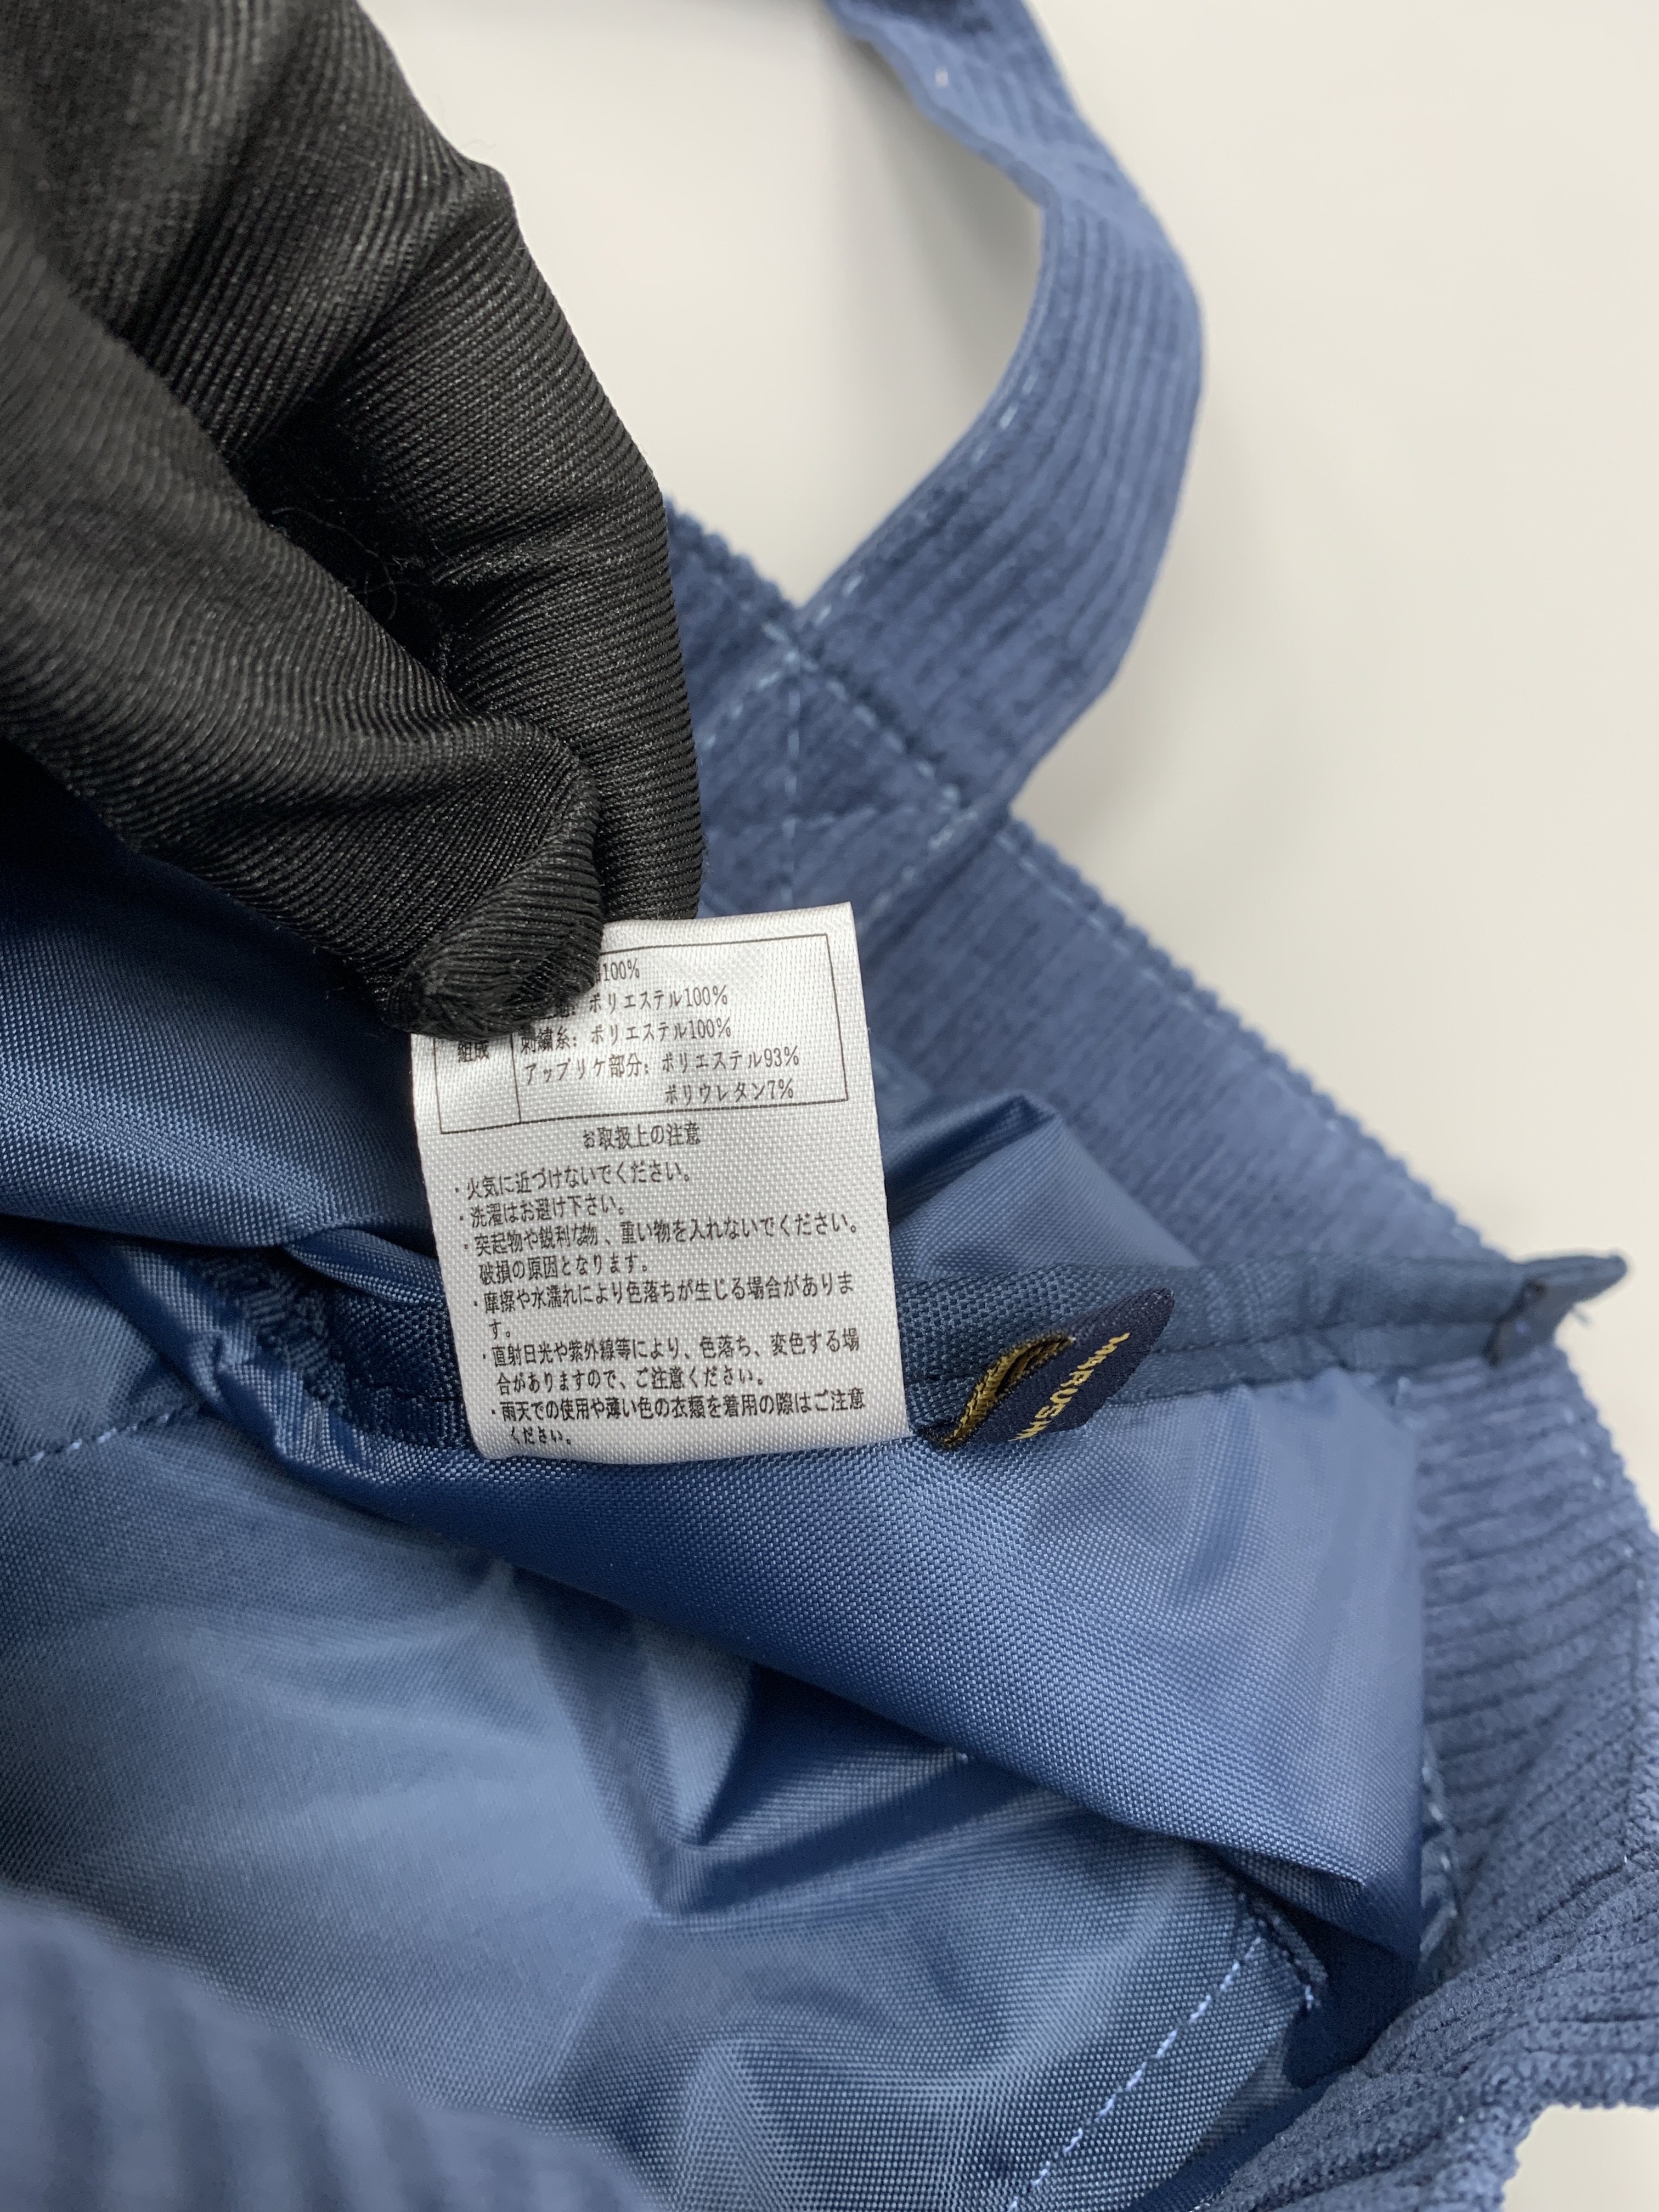 100%
ポリエステル100%
組成
刺繍糸：ポリエステル100%
アップリケ部分：ポリエステル93%
ポリウレタン7%
お取扱上の注意
・火気に近づけないでください。
・洗濯はお避け下さい。
・突起物や鋭利な物、重い物を入れないでください。
破損の原因となります。
・摩擦や水濡れにより色落ちが生じる場合がありま
す。
・直射日光や紫外線等により、色落ち、変色する場
合がありますので、ご注意ください。
・雨天での使用や薄い色の衣類を着用の際はご注意
ください。